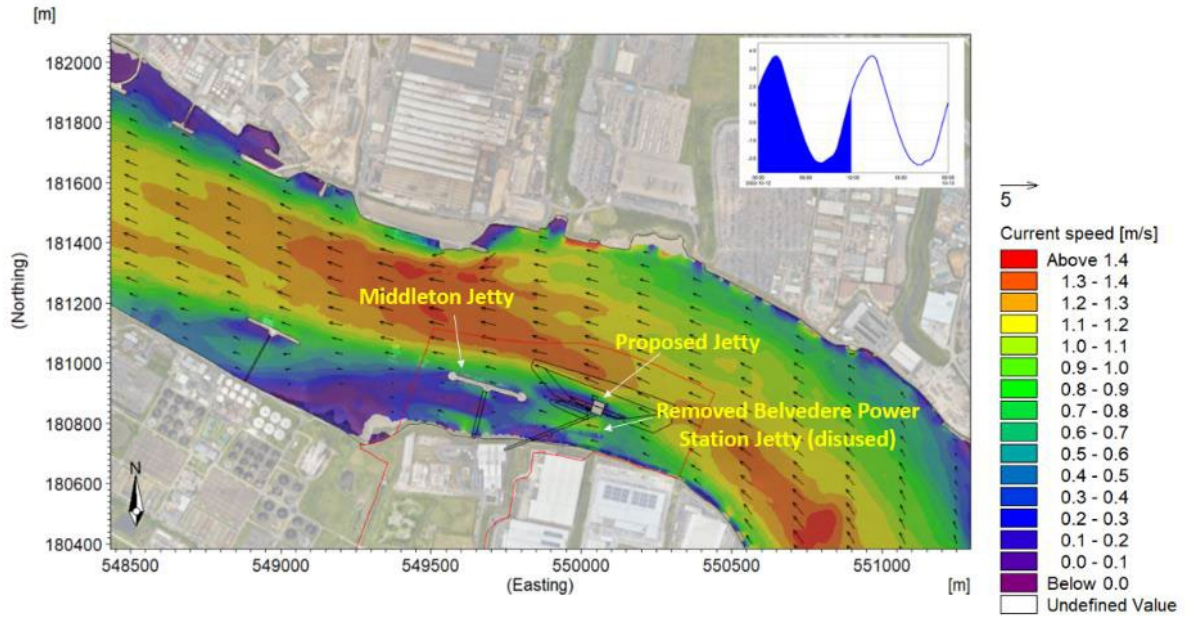 [m]
182000
181800
181600
181400
181200
181000
180800
180600
180400
(Northing)
Middleton Jetty
Proposed Jetty
Removed Belvedere Power
Station Jetty (disused)
N
548500 549000 549500 550000 550500 551000
(Easting)
[m]
5
Current speed [m/s]
Above 1.4
1.3 - 1.4
1.2 - 1.3
1.1 - 1.2
1.0 - 1.1
0.9 - 1.0
0.8 - 0.9
0.7 - 0.8
0.6 - 0.7
0.5 - 0.6
0.4 - 0.5
0.3 - 0.4
0.2 - 0.3
0.1 - 0.2
0.0 - 0.1
Below 0.0
Undefined Value